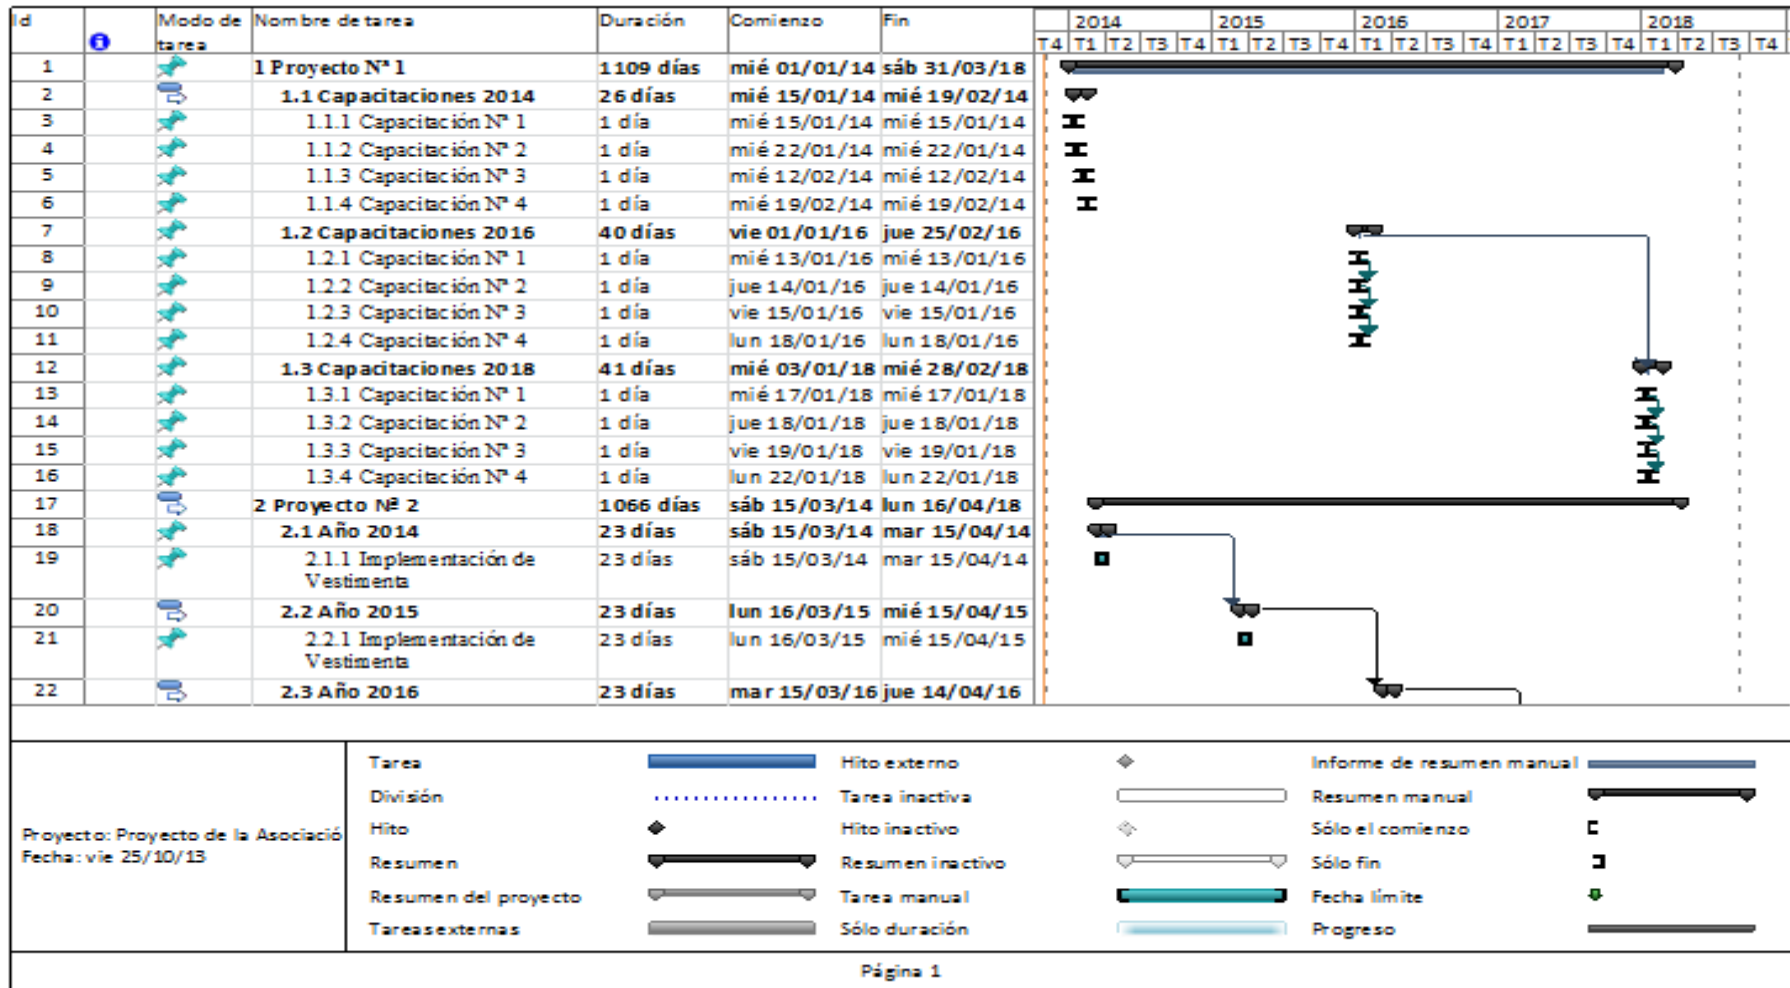 Id Modo de tarea Nombre de tarea Duración Comienzo Fin
2014 2015 2016 2017 2018
T4 T1 T2 T3 T4 T1 T2 T3 T4 T1 T2 T3 T4 T1 T2 T3 T4 T1 T2 T3 T4
1 1 Proyecto Nª 1 1109 días mié 01/01/14 sáb 31/03/18
2 1.1 Capacitaciones 2014 26 días mié 15/01/14 mié 19/02/14
3 1.1.1 Capacitación Nª 1 1 día mié 15/01/14 mié 15/01/14
4 1.1.2 Capacitación Nª 2 1 día mié 22/01/14 mié 22/01/14
5 1.1.3 Capacitación Nª 3 1 día mié 12/02/14 mié 12/02/14
6 1.1.4 Capacitación Nª 4 1 día mié 19/02/14 mié 19/02/14
7 1.2 Capacitaciones 2016 40 días vie 01/01/16 jue 25/02/16
8 1.2.1 Capacitación Nª 1 1 día mié 13/01/16 mié 13/01/16
9 1.2.2 Capacitación Nª 2 1 día jue 14/01/16 jue 14/01/16
10 1.2.3 Capacitación Nª 3 1 día vie 15/01/16 vie 15/01/16
11 1.2.4 Capacitación Nª 4 1 día lun 18/01/16 lun 18/01/16
12 1.3 Capacitaciones 2018 41 días mié 03/01/18 mié 28/02/18
13 1.3.1 Capacitación Nª 1 1 día mié 17/01/18 mié 17/01/18
14 1.3.2 Capacitación Nª 2 1 día jue 18/01/18 jue 18/01/18
15 1.3.3 Capacitación Nª 3 1 día vie 19/01/18 vie 19/01/18
16 1.3.4 Capacitación Nª 4 1 día lun 22/01/18 lun 22/01/18
17 2 Proyecto Nª 2 1066 días sáb 15/03/14 lun 16/04/18
18 2.1 Año 2014 23 días sáb 15/03/14 mar 15/04/14
19 2.1.1 Implementación de 23 días sáb 15/03/14 mar 15/04/14
Vestimenta
20 2.2 Año 2015 23 días lun 16/03/15 mié 15/04/15
21 2.2.1 Implementación de 23 días lun 16/03/15 mié 15/04/15
Vestimenta
22 2.3 Año 2016 23 días mar 15/03/16 jue 14/04/16
Proyecto: Proyecto de la Asociació
Fecha: vie 25/10/13
Tarea Hito externo Informe de resumen manual
División Tarea inactiva Resumen manual
Hito Hito inactivo Sólo el comienzo
Resumen Resumen inactivo Sólo fin
Resumen del proyecto Tarea manual Fecha límite
Tareas externas Sólo duración Progreso
Página 1